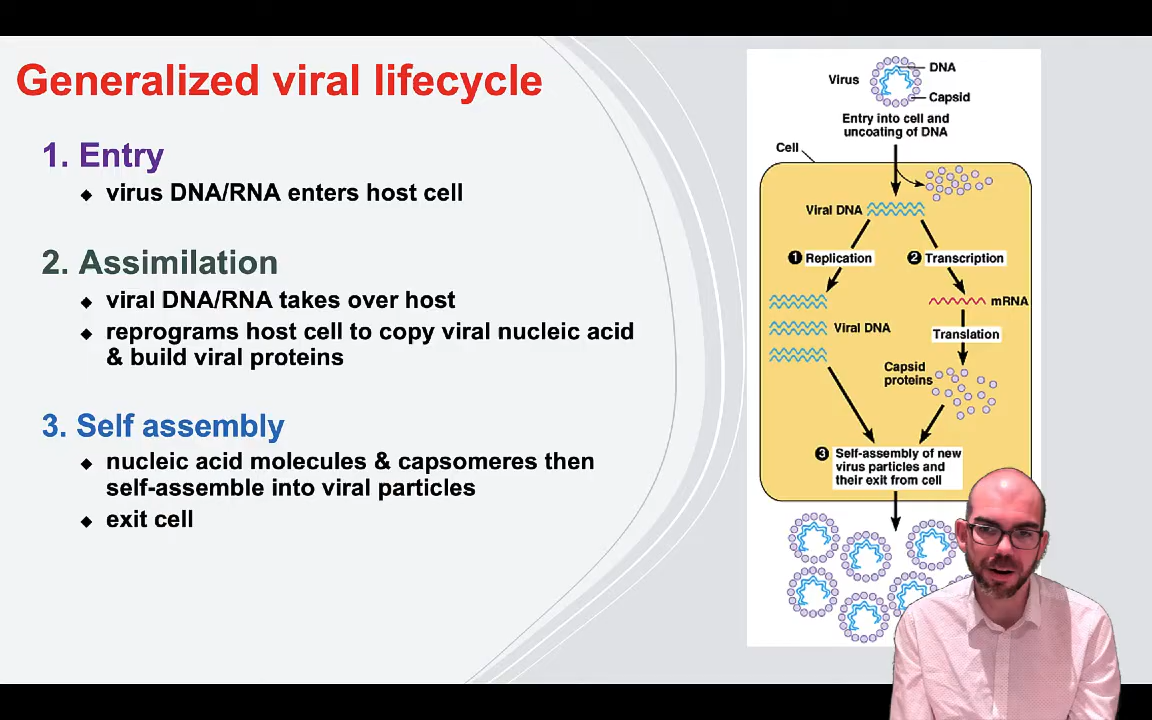 Generalized viral lifecycle
1. Entry
◆ virus DNA/RNA enters host cell
2. Assimilation
◆ viral DNA/RNA takes over host
◆ reprograms host cell to copy viral nucleic acid
& build viral proteins
3. Self assembly
◆ nucleic acid molecules & capsomeres then
self-assemble into viral particles
◆ exit cell
Virus
DNA
Capsid
Entry into cell and
uncoating of DNA
Cell
Viral DNA
1 Replication
2 Transcription
mRNA
Viral DNA
Translation
Capsid
proteins
3 Self-assembly of new
virus particles and
their exit from cell